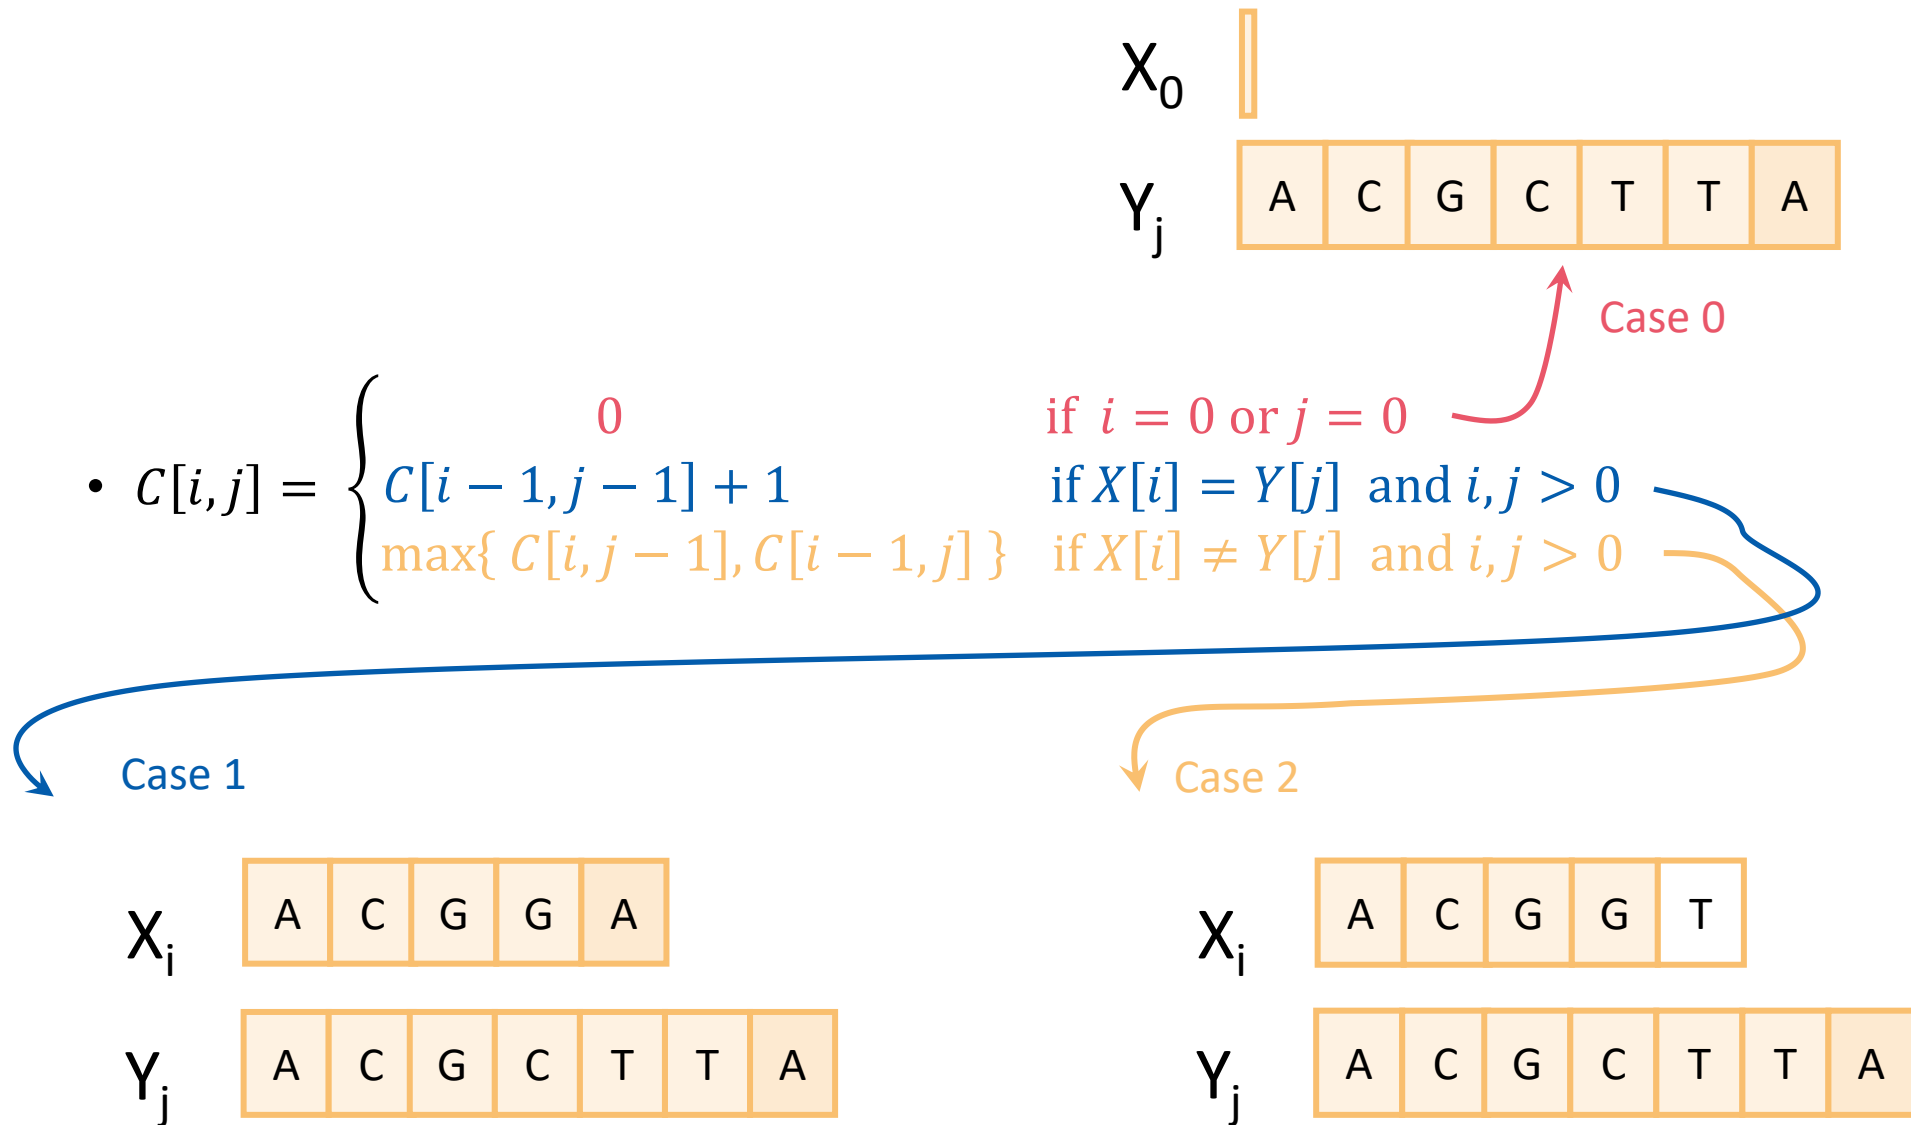 X₀
Yⱼ A C G C T T A
Case 0
• C[i, j] = {
0 if i = 0 or j = 0
C[i − 1, j − 1] + 1 if X[i] = Y[j] and i, j > 0
max{ C[i, j − 1], C[i − 1, j] } if X[i] ≠ Y[j] and i, j > 0
Case 1
Case 2
Xᵢ A C G G A
Yⱼ A C G C T T A
Xᵢ A C G G T
Yⱼ A C G C T T A